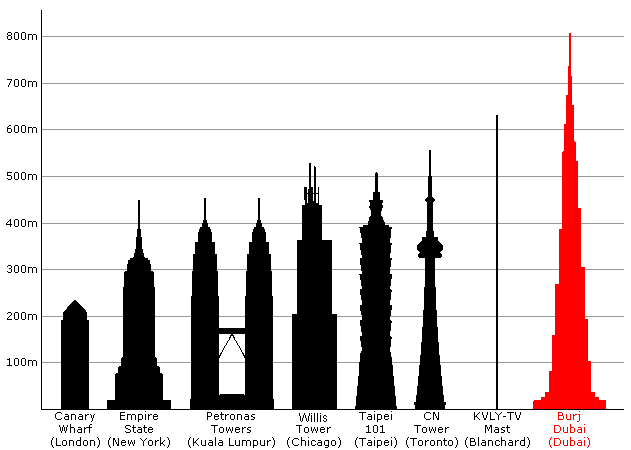 800m
700m
600m
500m
400m
300m
200m
100m
Canary
Wharf
(London)
Empire
State
(New York)
Petronas
Towers
(Kuala Lumpur)
Willis
Tower
(Chicago)
Taipei
101
(Taipei)
CN
Tower
(Toronto)
KVLY-TV
Mast
(Blanchard)
Burj
Dubai
(Dubai)